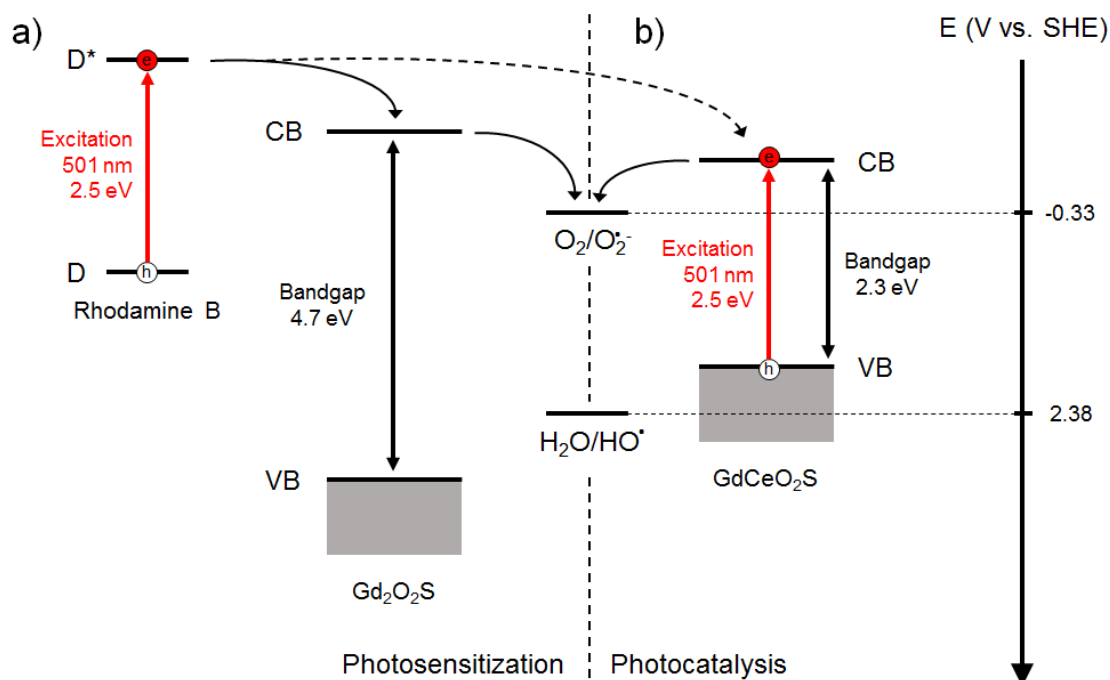 a)
D*
e
Excitation
501 nm
2.5 eV
D
h
Rhodamine B
CB
Bandgap
4.7 eV
VB
Gd₂O₂S
Photosensitization
O₂/O₂•-
H₂O/HO•
b)
e
CB
Excitation
501 nm
2.5 eV
Bandgap
2.3 eV
VB
h
GdCeO₂S
Photocatalysis
E (V vs. SHE)
-0.33
2.38